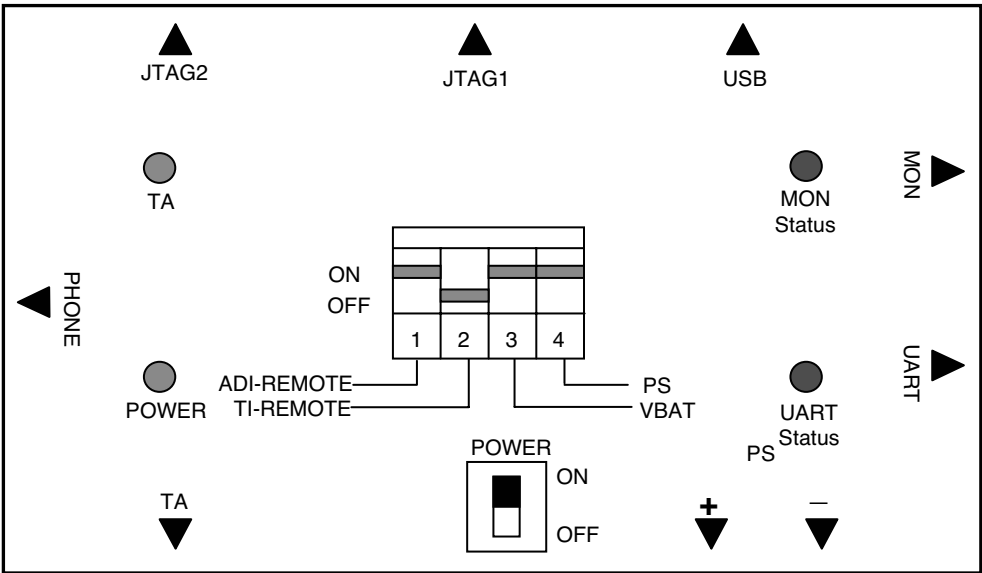 JTAG2
JTAG1
USB
TA
MON
Status
MON
PHONE
ON
OFF
1 2 3 4
ADI-REMOTE
TI-REMOTE
PS
VBAT
POWER
UART
Status
UART
PS
POWER
ON
OFF
TA
+
–